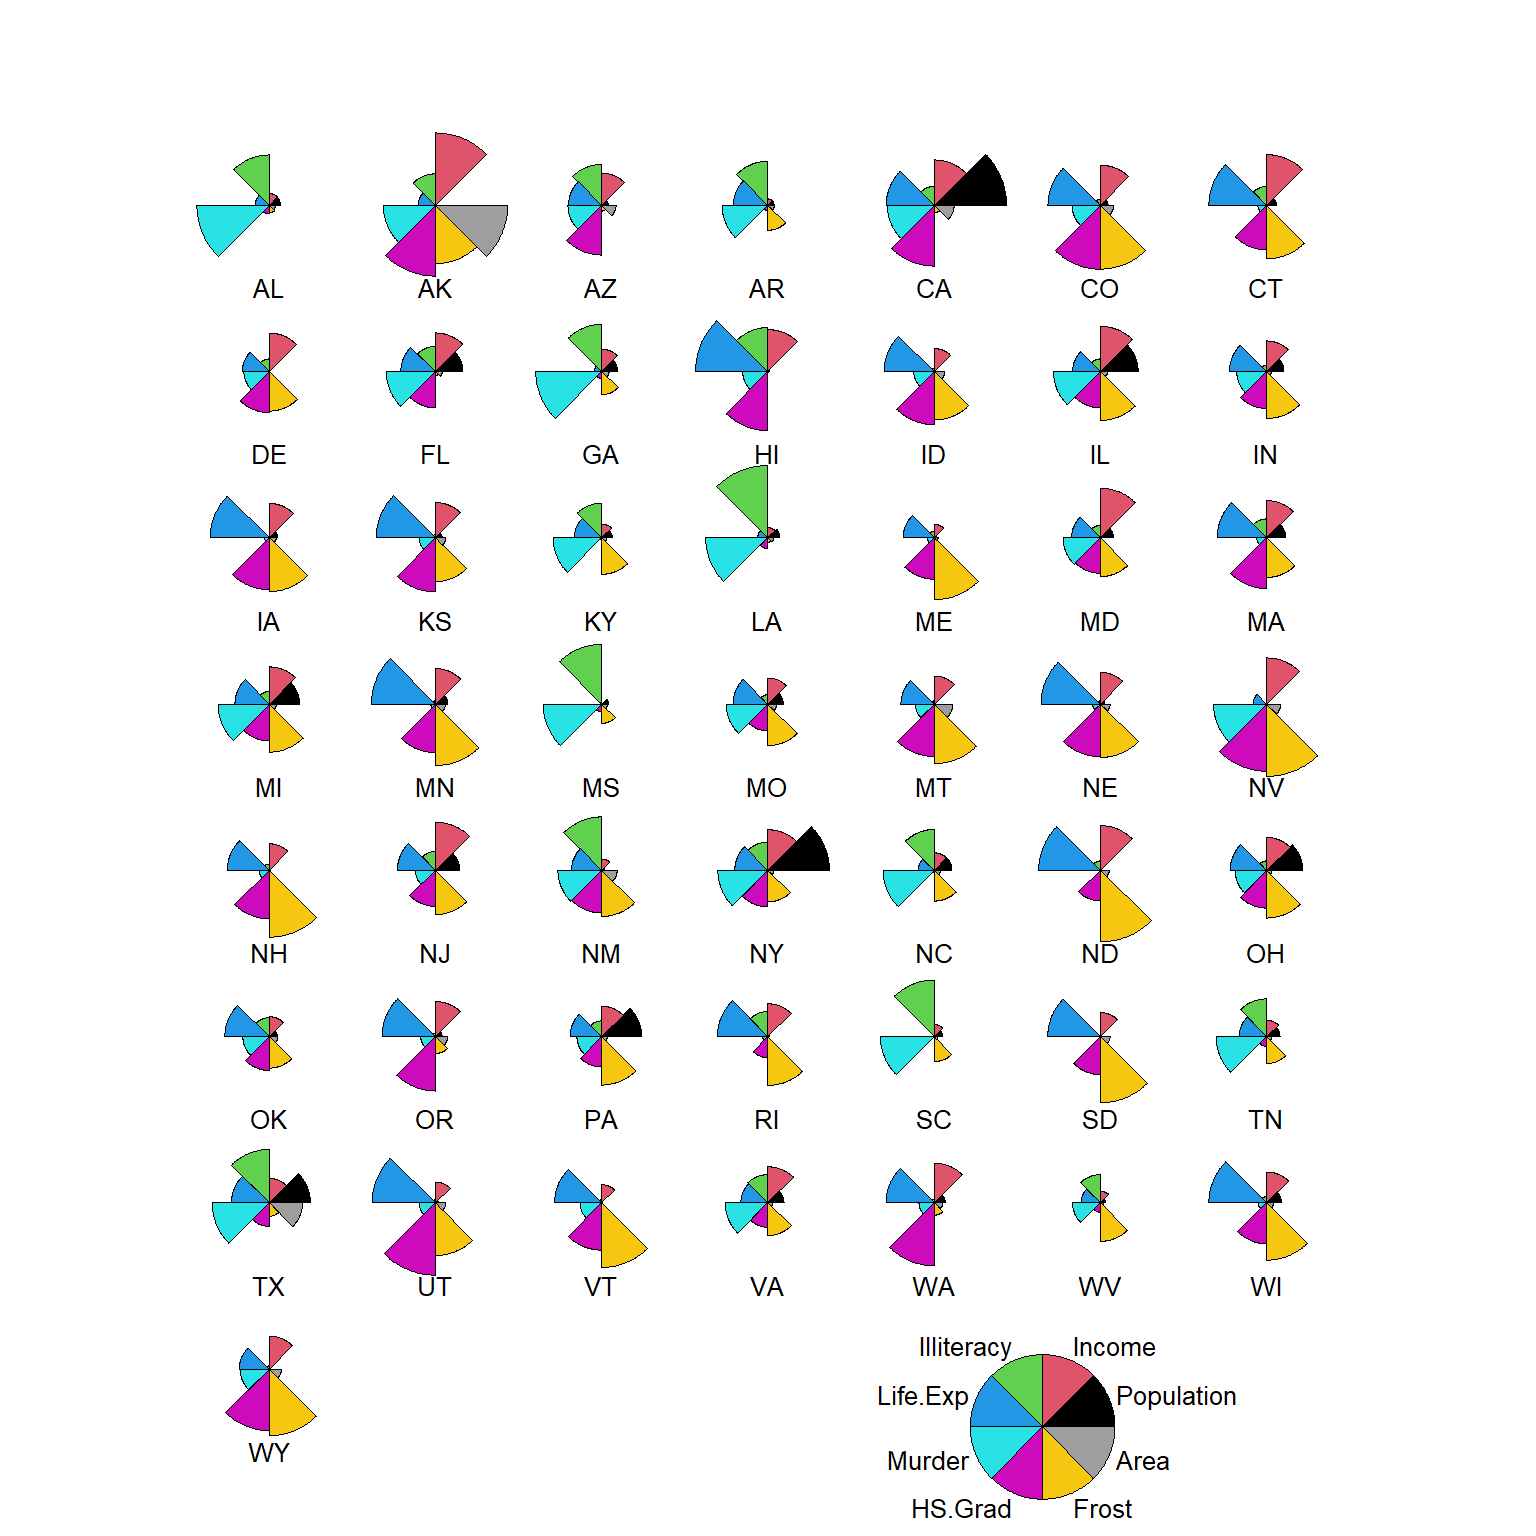 AL AK AZ AR CA CO CT
DE FL GA HI ID IL IN
IA KS KY LA ME MD MA
MI MN MS MO MT NE NV
NH NJ NM NY NC ND OH
OK OR PA RI SC SD TN
TX UT VT VA WA WV WI
WY
Illiteracy Income
Life.Exp Population
Murder Area
HS.Grad Frost